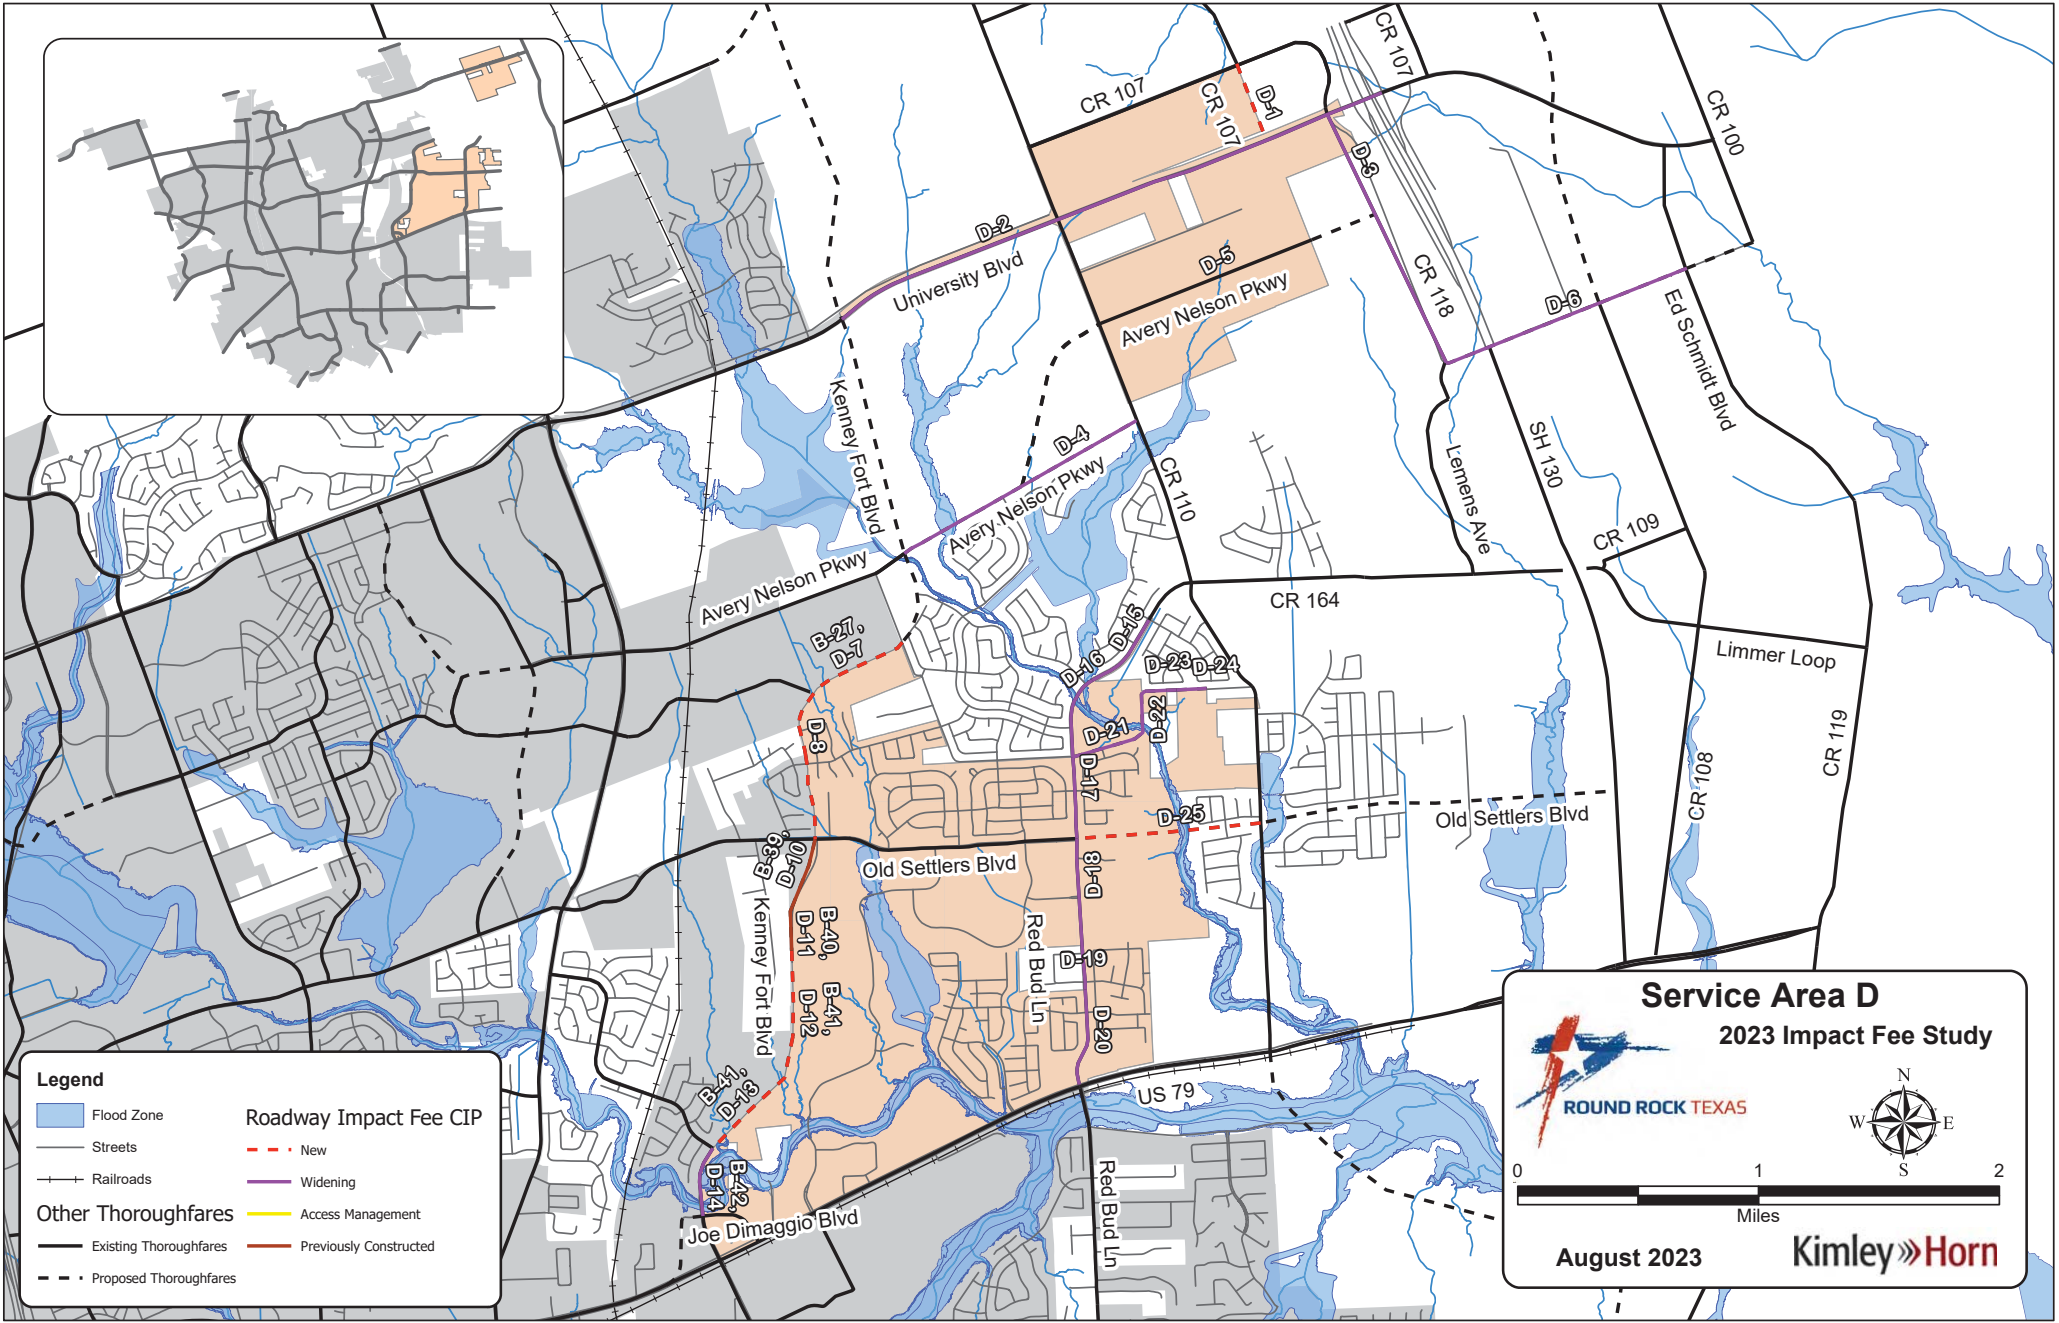 CR 107
CR 107
CR 107
D-1
CR 100
D-3
D-2
University Blvd
D-5
Avery Nelson Pkwy
CR 118
D-6
Ed Schmidt Blvd
Kenney Fort Blvd
D-4
Avery Nelson Pkwy
CR 110
Lemens Ave
SH 130
CR 109
Avery Nelson Pkwy
CR 164
B-27,
D-7
D-15
D-16
D-23
D-24
Limmer Loop
D-8
D-21
D-22
D-17
CR 108
CR 119
D-25
Old Settlers Blvd
B-39,
D-10
Old Settlers Blvd
D-18
Kenney Fort Blvd
B-40,
D-11
Red Bud Ln
D-19
B-41,
D-12
D-20
B-41,
D-13
US 79
B-42,
D-14
Joe Dimaggio Blvd
Red Bud Ln
Legend
Flood Zone
Streets
Railroads
Other Thoroughfares
Existing Thoroughfares
Proposed Thoroughfares
Roadway Impact Fee CIP
New
Widening
Access Management
Previously Constructed
Service Area D
2023 Impact Fee Study
ROUND ROCK TEXAS
N
W E
S
0 1 2
Miles
August 2023
Kimley»Horn